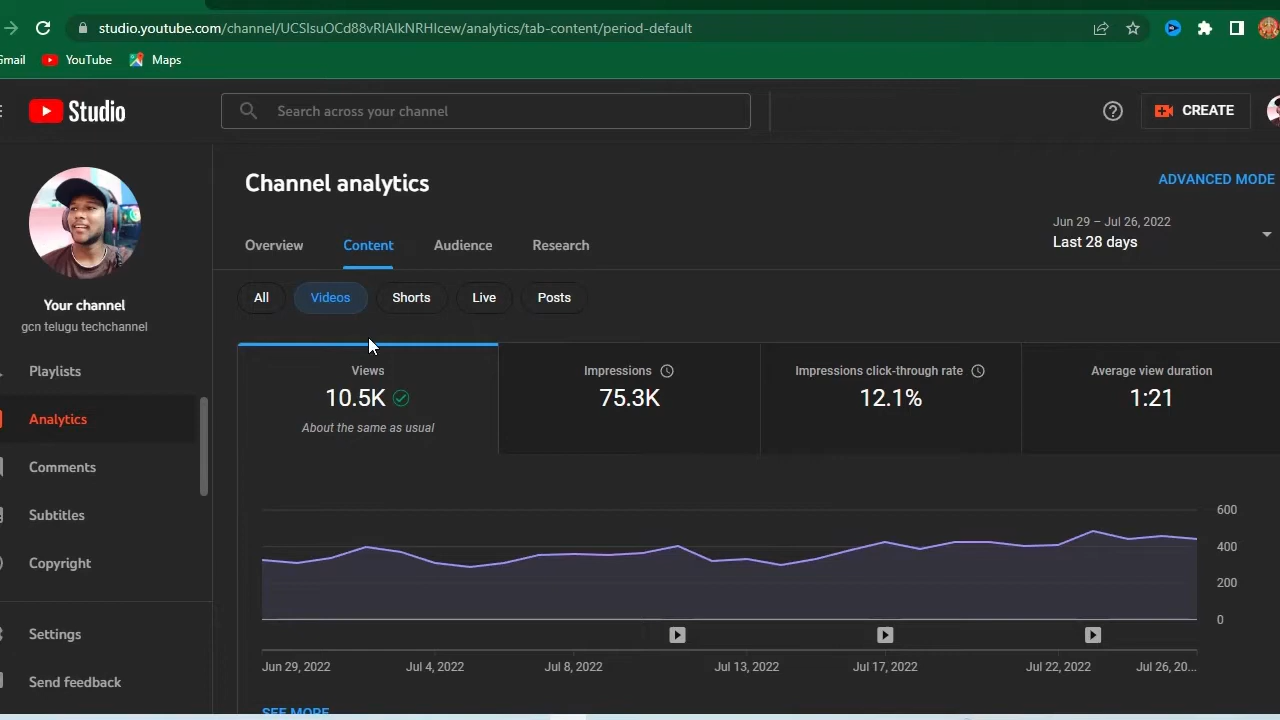 studio.youtube.com/channel/UCSIsuOCd88vRIAIkNRHIcew/analytics/tab-content/period-default
Gmail YouTube Maps
Studio
Search across your channel
CREATE
Channel analytics
ADVANCED MODE
Jun 29 – Jul 26, 2022
Last 28 days
Overview Content Audience Research
All Videos Shorts Live Posts
Your channel
gcn telugu techchannel
Playlists
Analytics
Comments
Subtitles
Copyright
Settings
Send feedback
Views Impressions Impressions click-through rate Average view duration
10.5K 75.3K 12.1% 1:21
About the same as usual
600
400
200
0
Jun 29, 2022 Jul 4, 2022 Jul 8, 2022 Jul 13, 2022 Jul 17, 2022 Jul 22, 2022 Jul 26, 20...
SEE MORE